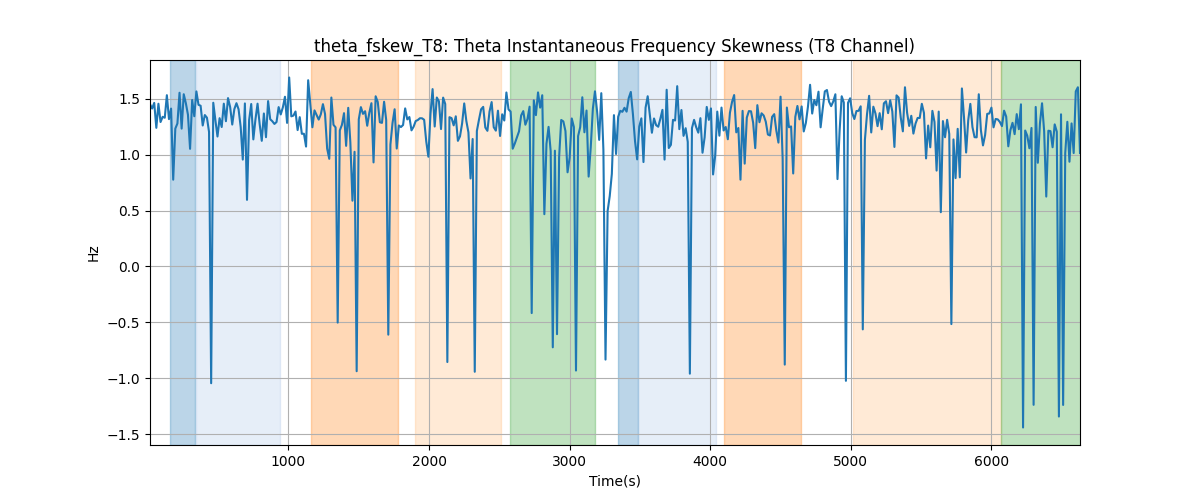 theta_fskew_T8: Theta Instantaneous Frequency Skewness (T8 Channel)
1.5
1.0
0.5
0.0
−0.5
−1.0
−1.5
Hz
1000 2000 3000 4000 5000 6000
Time(s)